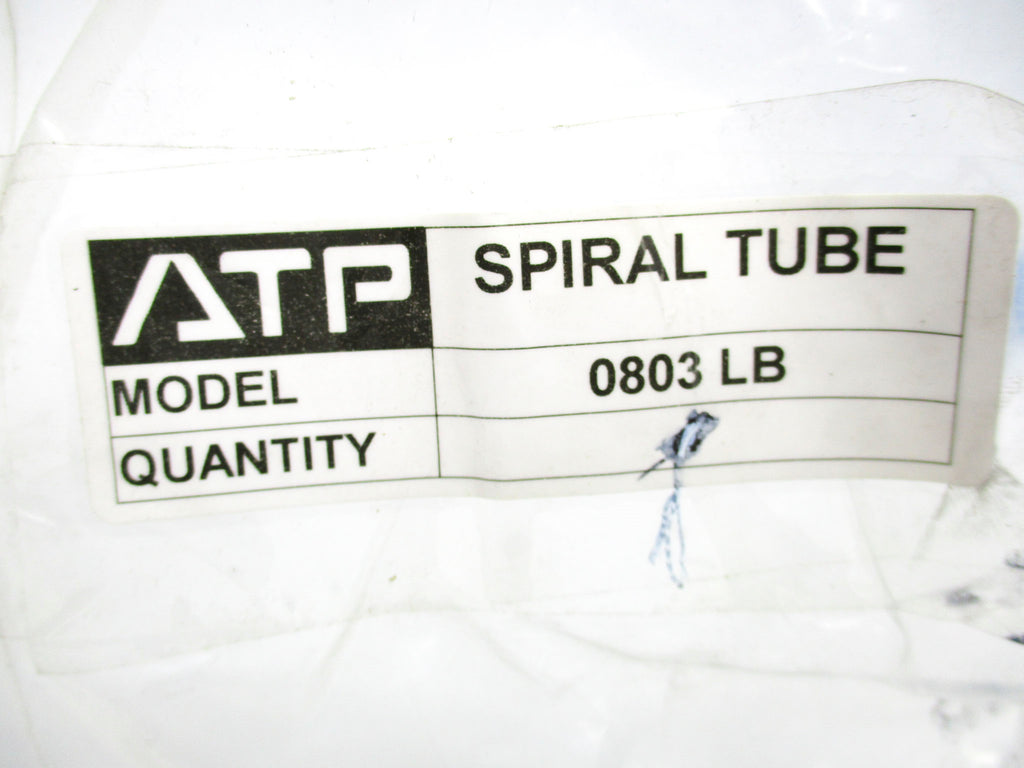 ATP
SPIRAL TUBE
MODEL
0803 LB
QUANTITY